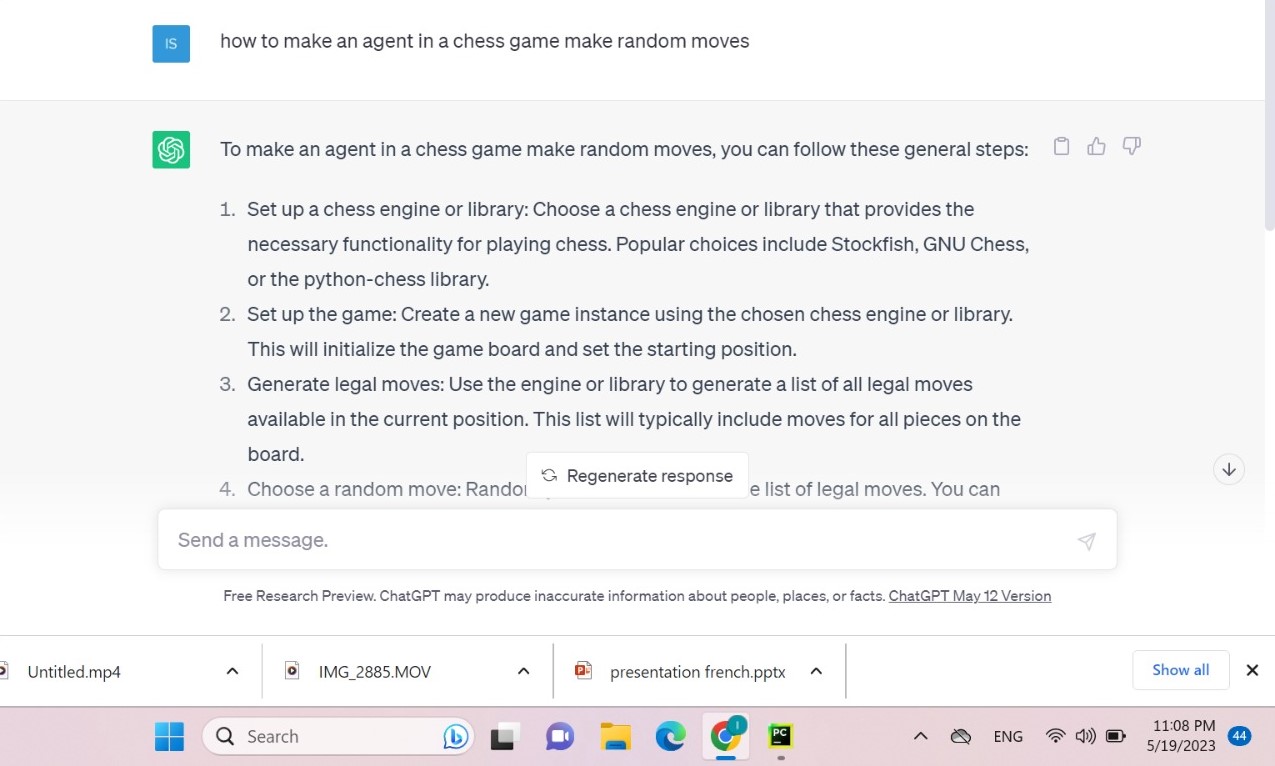 IS
how to make an agent in a chess game make random moves
To make an agent in a chess game make random moves, you can follow these general steps:
1. Set up a chess engine or library: Choose a chess engine or library that provides the
necessary functionality for playing chess. Popular choices include Stockfish, GNU Chess,
or the python-chess library.
2. Set up the game: Create a new game instance using the chosen chess engine or library.
This will initialize the game board and set the starting position.
3. Generate legal moves: Use the engine or library to generate a list of all legal moves
available in the current position. This list will typically include moves for all pieces on the
board.
Regenerate response
4. Choose a random move: list of legal moves. You can
Send a message.
Free Research Preview. ChatGPT may produce inaccurate information about people, places, or facts. ChatGPT May 12 Version
Untitled.mp4
IMG_2885.MOV
presentation french.pptx
Show all
Search
PC
ENG
11:08 PM
5/19/2023
44